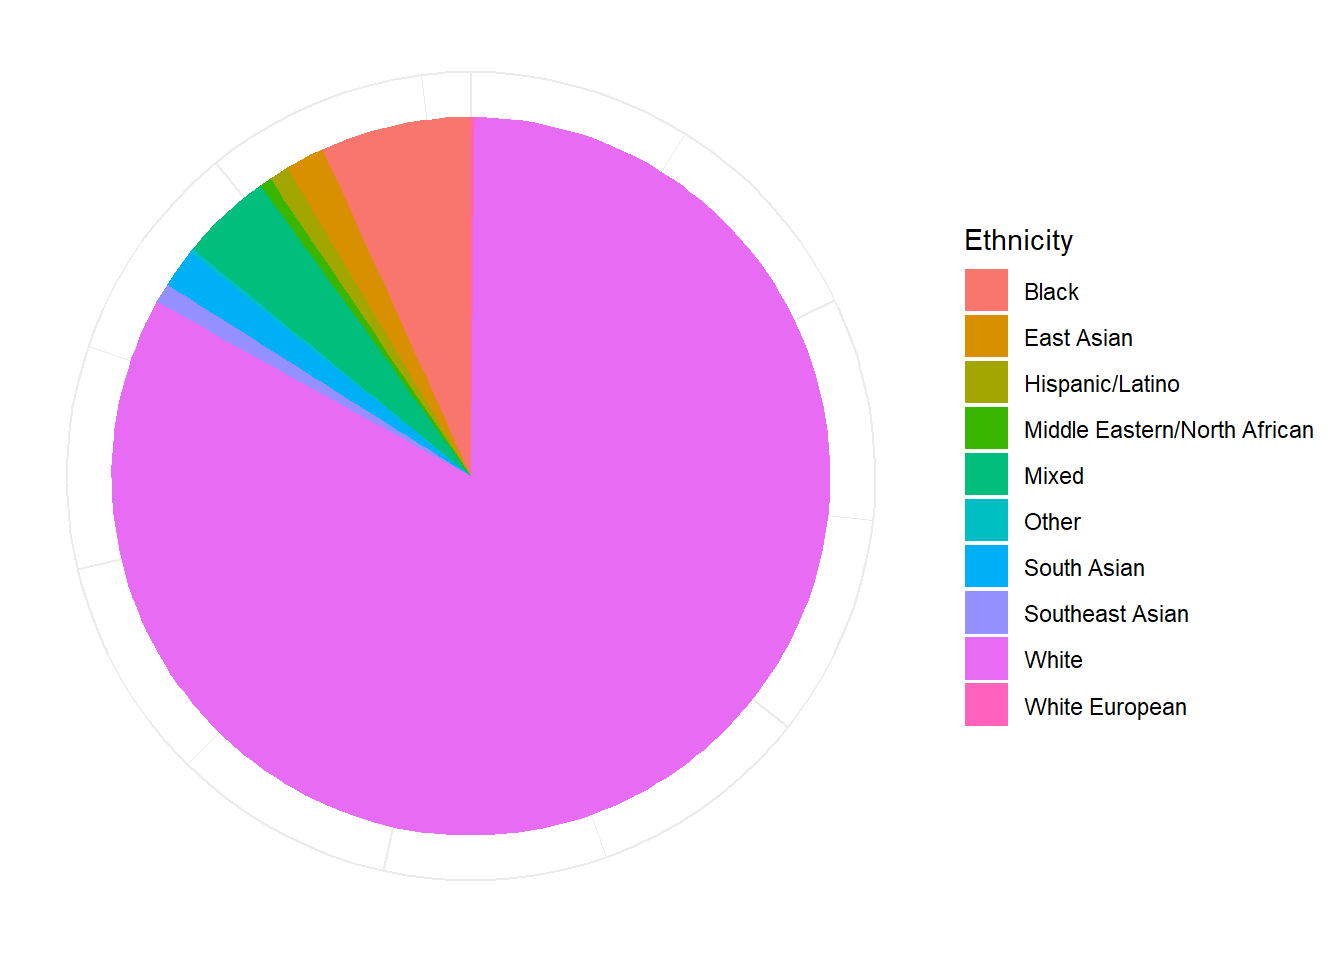 Ethnicity
Black
East Asian
Hispanic/Latino
Middle Eastern/North African
Mixed
Other
South Asian
Southeast Asian
White
White European